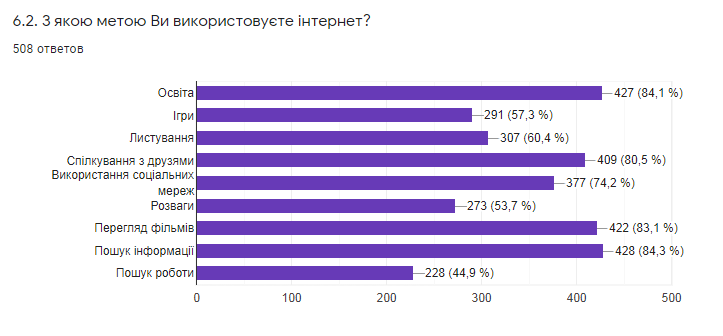 6.2. З якою метою Ви використовуєте інтернет?
508 ответов
Освіта 427 (84,1 %)
Ігри 291 (57,3 %)
Листування 307 (60,4 %)
Спілкування з друзями 409 (80,5 %)
Використання соціальних
мереж 377 (74,2 %)
Розваги 273 (53,7 %)
Перегляд фільмів 422 (83,1 %)
Пошук інформації 428 (84,3 %)
Пошук роботи 228 (44,9 %)
0 100 200 300 400 500